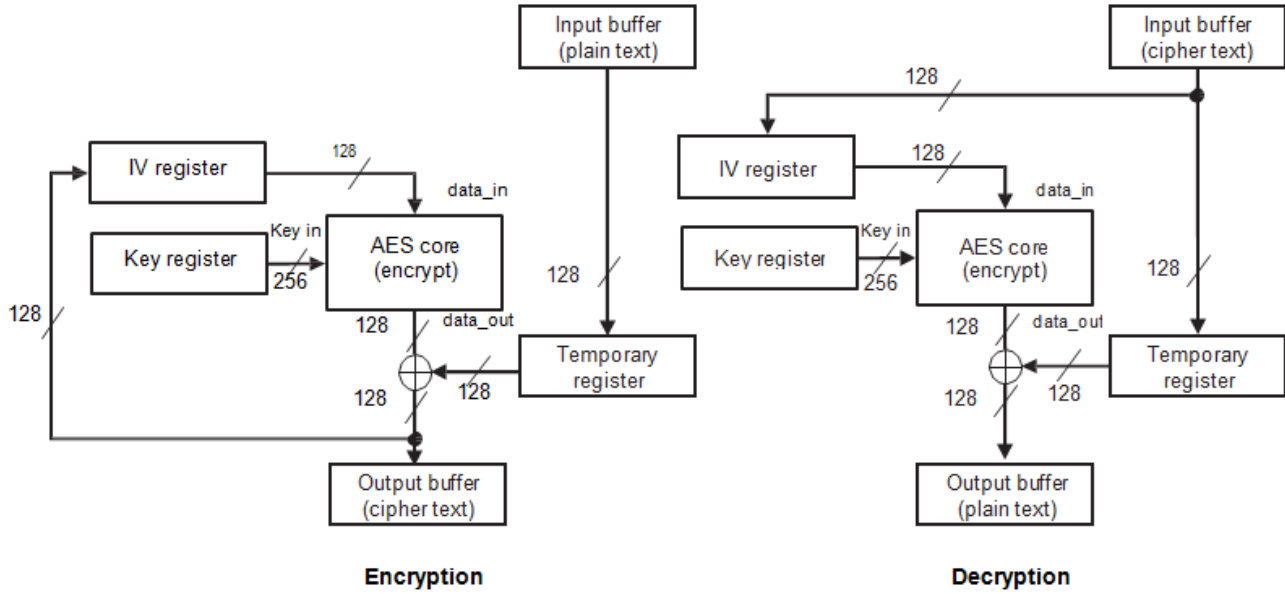 Input buffer
(plain text)
128
IV register
128
data_in
Key in
Key register
256
AES core
(encrypt)
128
128
128
data_out
Temporary
register
128
128
Output buffer
(cipher text)
Encryption
Input buffer
(cipher text)
128
IV register
128
data_in
Key in
Key register
256
AES core
(encrypt)
128
128
data_out
Temporary
register
128
128
Output buffer
(plain text)
Decryption